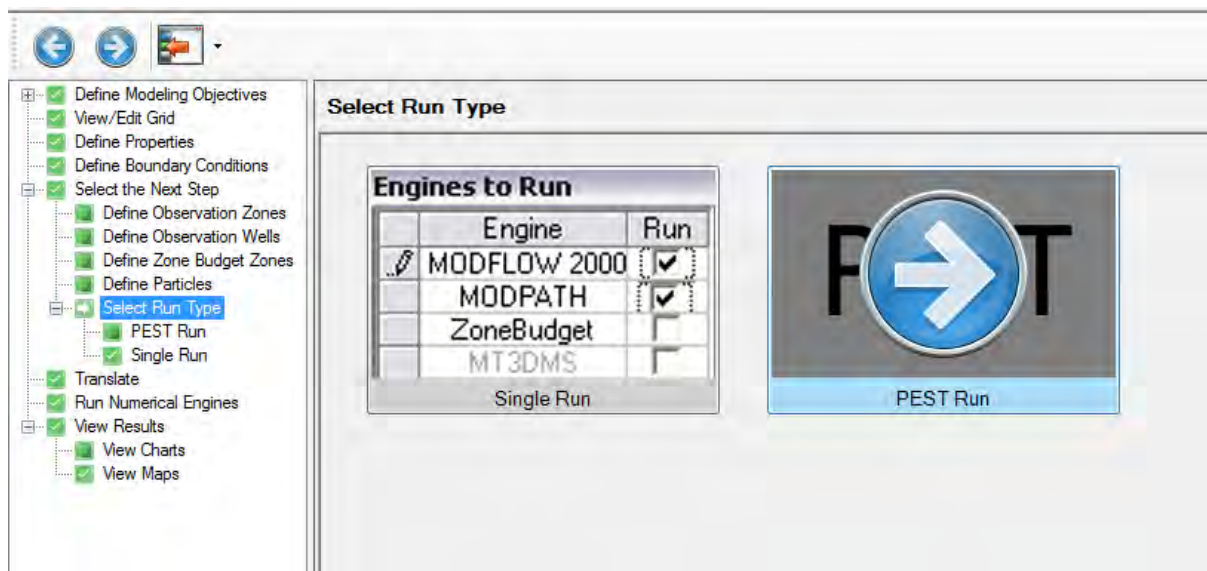 Define Modeling Objectives
View/Edit Grid
Define Properties
Define Boundary Conditions
Select the Next Step
Define Observation Zones
Define Observation Wells
Define Zone Budget Zones
Define Particles
Select Run Type
PEST Run
Single Run
Translate
Run Numerical Engines
View Results
View Charts
View Maps
Select Run Type
Engines to Run
Engine Run
MODFLOW 2000
MODPATH
ZoneBudget
MT3DMS
Single Run
PEST Run